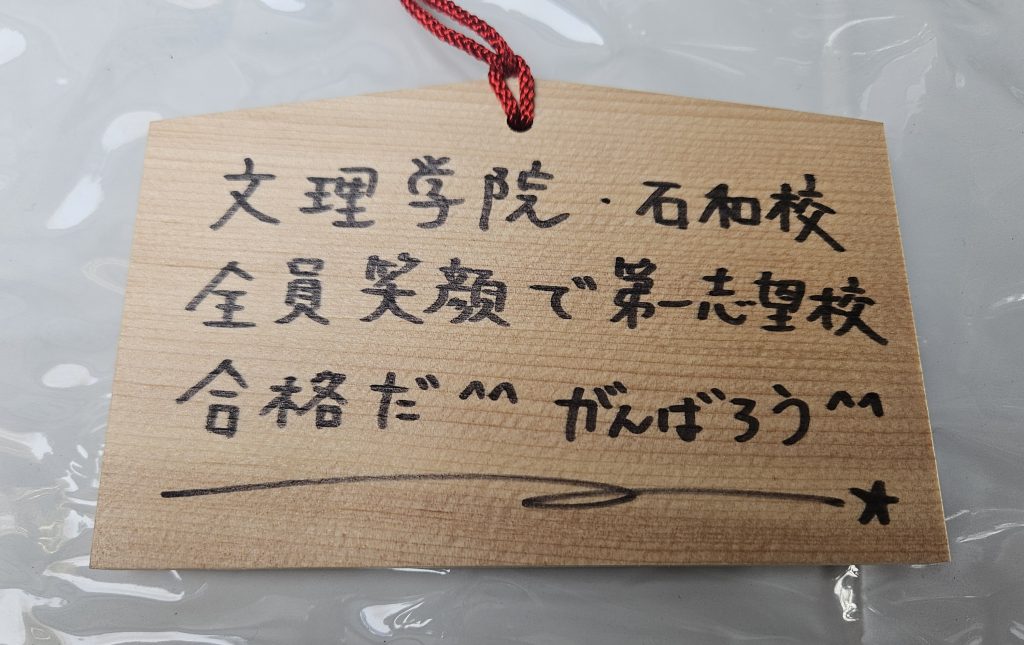 文理学院・石和校
全員笑顔で第一志望校
合格だ^^ がんばろう^^
★